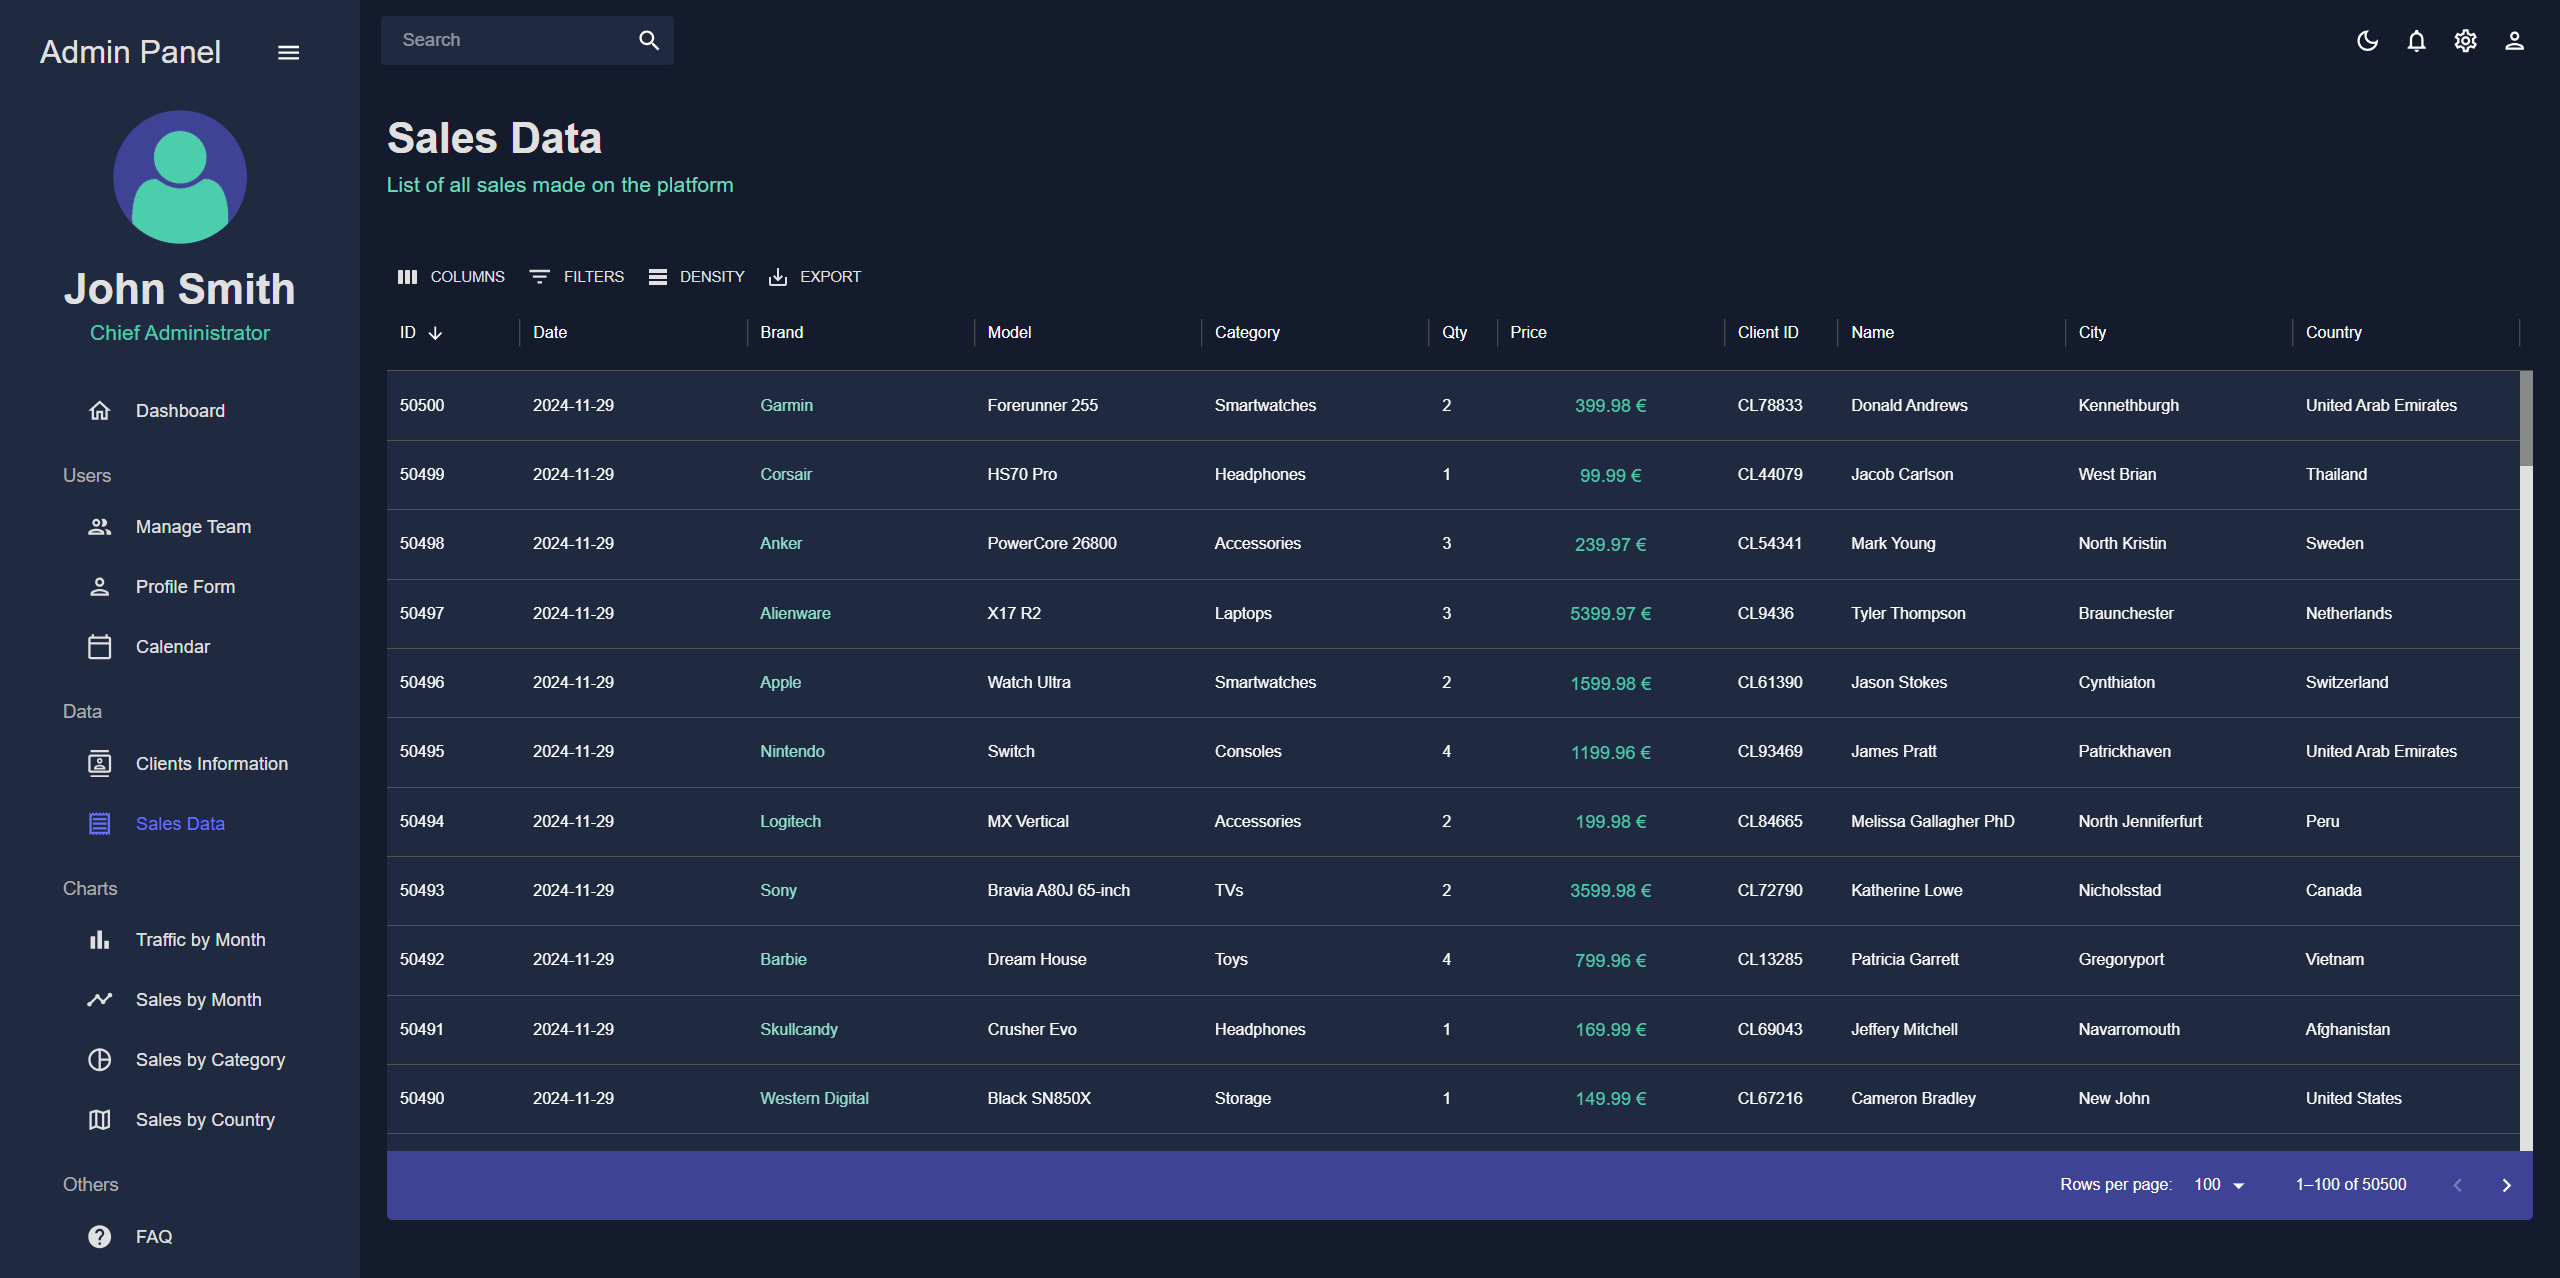 Admin Panel
John Smith
Chief Administrator
Dashboard
Users
Manage Team
Profile Form
Calendar
Data
Clients Information
Sales Data
Charts
Traffic by Month
Sales by Month
Sales by Category
Sales by Country
Others
FAQ
Search
Sales Data
List of all sales made on the platform
COLUMNS FILTERS DENSITY EXPORT
ID Date Brand Model Category Qty Price Client ID Name City Country
50500 2024-11-29 Garmin Forerunner 255 Smartwatches 2 399.98 € CL78833 Donald Andrews Kennethburgh United Arab Emirates
50499 2024-11-29 Corsair HS70 Pro Headphones 1 99.99 € CL44079 Jacob Carlson West Brian Thailand
50498 2024-11-29 Anker PowerCore 26800 Accessories 3 239.97 € CL54341 Mark Young North Kristin Sweden
50497 2024-11-29 Alienware X17 R2 Laptops 3 5399.97 € CL9436 Tyler Thompson Braunchester Netherlands
50496 2024-11-29 Apple Watch Ultra Smartwatches 2 1599.98 € CL61390 Jason Stokes Cynthiaton Switzerland
50495 2024-11-29 Nintendo Switch Consoles 4 1199.96 € CL93469 James Pratt Patrickhaven United Arab Emirates
50494 2024-11-29 Logitech MX Vertical Accessories 2 199.98 € CL84665 Melissa Gallagher PhD North Jenniferfurt Peru
50493 2024-11-29 Sony Bravia A80J 65-inch TVs 2 3599.98 € CL72790 Katherine Lowe Nicholsstad Canada
50492 2024-11-29 Barbie Dream House Toys 4 799.96 € CL13285 Patricia Garrett Gregoryport Vietnam
50491 2024-11-29 Skullcandy Crusher Evo Headphones 1 169.99 € CL69043 Jeffery Mitchell Navarromouth Afghanistan
50490 2024-11-29 Western Digital Black SN850X Storage 1 149.99 € CL67216 Cameron Bradley New John United States
Rows per page: 100 1–100 of 50500